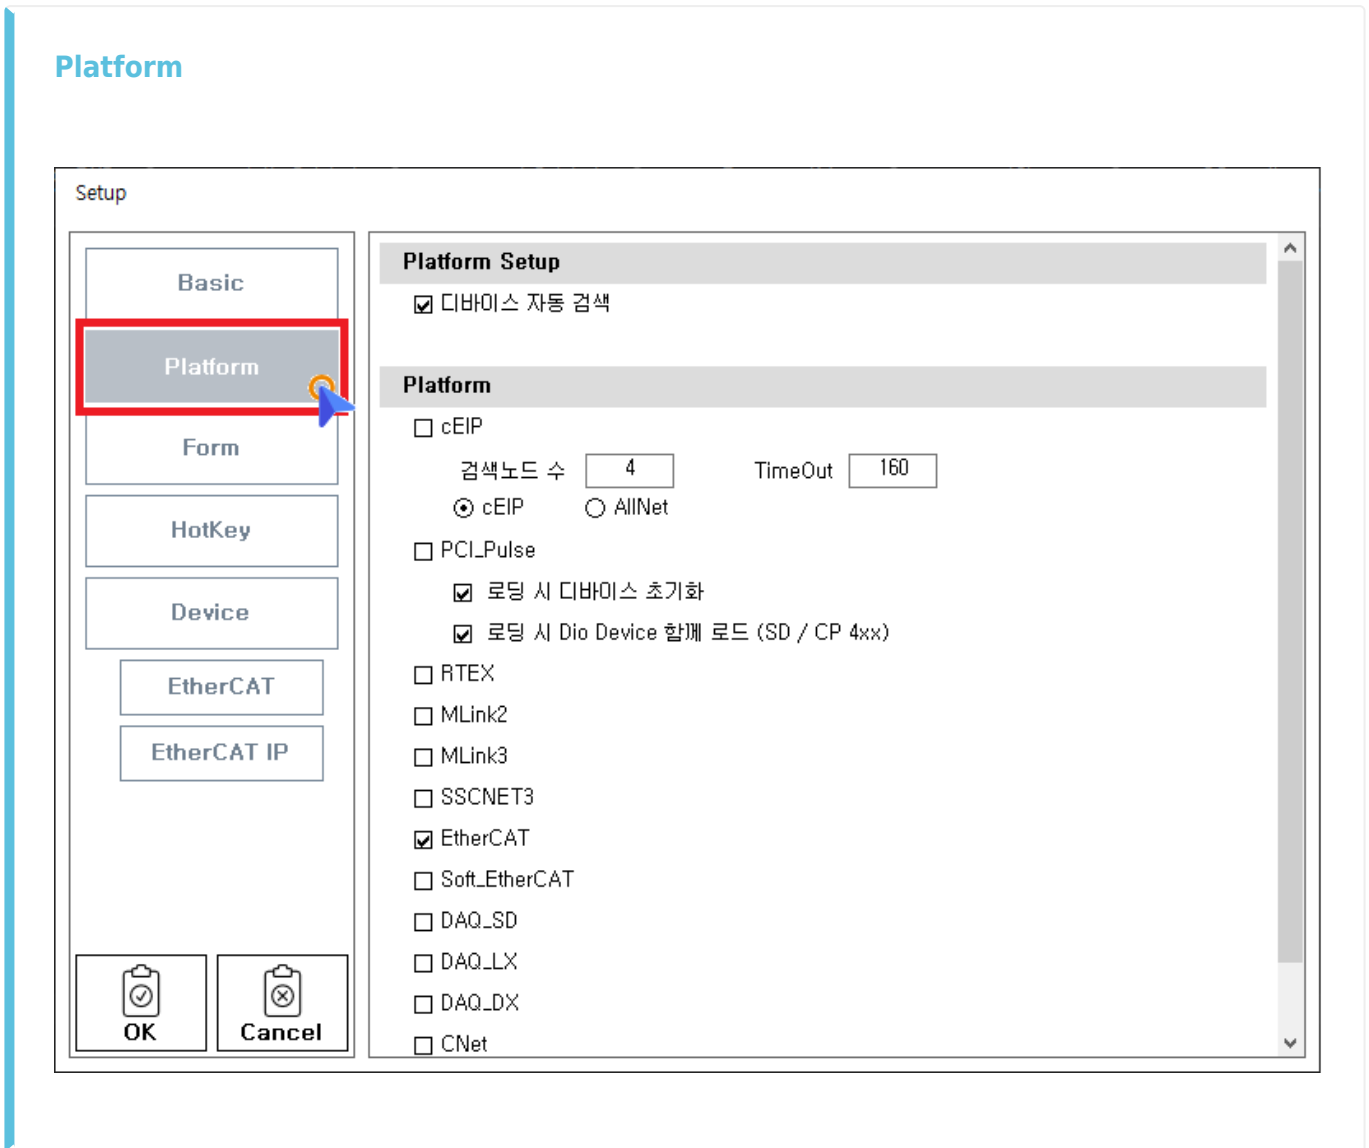 Platform
Setup
Basic
Platform
Form
HotKey
Device
EtherCAT
EtherCAT IP
OK
Cancel
Platform Setup
디바이스 자동 검색
Platform
cEIP
검색노드 수 4 TimeOut 160
cEIP AllNet
PCI_Pulse
로딩 시 디바이스 초기화
로딩 시 Dio Device 함께 로드 (SD / CP 4xx)
RTEX
MLink2
MLink3
SSCNET3
EtherCAT
Soft_EtherCAT
DAQ_SD
DAQ_LX
DAQ_DX
CNet